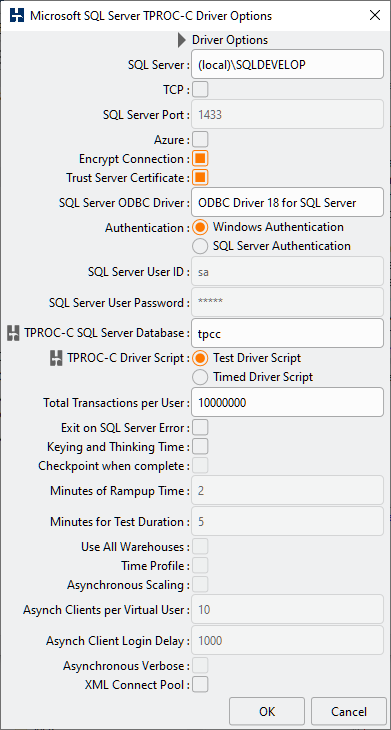 Microsoft SQL Server TPROC-C Driver Options
Driver Options
SQL Server : (local)\SQLDEVELOP
TCP :
SQL Server Port : 1433
Azure :
Encrypt Connection :
Trust Server Certificate :
SQL Server ODBC Driver : ODBC Driver 18 for SQL Server
Authentication : Windows Authentication
SQL Server Authentication
SQL Server User ID : sa
SQL Server User Password : *****
TPROC-C SQL Server Database : tpcc
TPROC-C Driver Script : Test Driver Script
Timed Driver Script
Total Transactions per User : 10000000
Exit on SQL Server Error :
Keying and Thinking Time :
Checkpoint when complete :
Minutes of Rampup Time : 2
Minutes for Test Duration : 5
Use All Warehouses :
Time Profile :
Asynchronous Scaling :
Asynch Clients per Virtual User : 10
Asynch Client Login Delay : 1000
Asynchronous Verbose :
XML Connect Pool :
OK Cancel